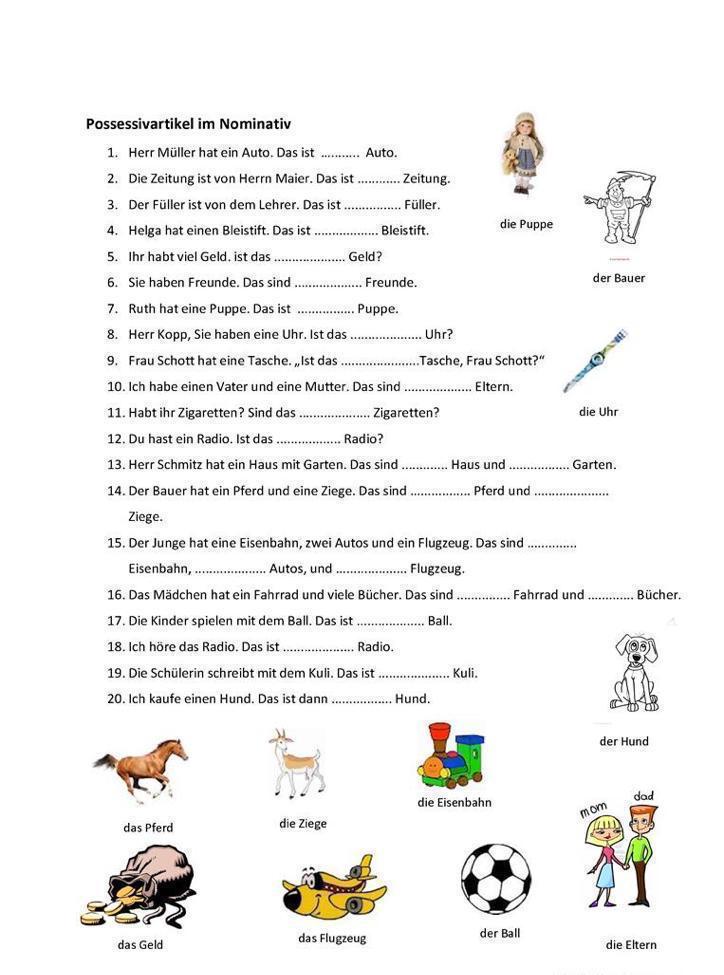 Possessivartikel im Nominativ
1. Herr Müller hat ein Auto. Das ist ........... Auto.
2. Die Zeitung ist von Herrn Maier. Das ist ............ Zeitung.
3. Der Füller ist von dem Lehrer. Das ist ................ Füller.
4. Helga hat einen Bleistift. Das ist .................. Bleistift.
5. Ihr habt viel Geld. ist das .................... Geld?
6. Sie haben Freunde. Das sind ................... Freunde.
7. Ruth hat eine Puppe. Das ist ................ Puppe.
8. Herr Kopp, Sie haben eine Uhr. Ist das .................... Uhr?
9. Frau Schott hat eine Tasche. „Ist das ......................Tasche, Frau Schott?“
10. Ich habe einen Vater und eine Mutter. Das sind ................... Eltern.
11. Habt ihr Zigaretten? Sind das .................... Zigaretten?
12. Du hast ein Radio. Ist das .................. Radio?
13. Herr Schmitz hat ein Haus mit Garten. Das sind ............. Haus und ................. Garten.
14. Der Bauer hat ein Pferd und eine Ziege. Das sind ................. Pferd und .....................
Ziege.
15. Der Junge hat eine Eisenbahn, zwei Autos und ein Flugzeug. Das sind ..............
Eisenbahn, .................... Autos, und .................... Flugzeug.
16. Das Mädchen hat ein Fahrrad und viele Bücher. Das sind ............... Fahrrad und ............. Bücher.
17. Die Kinder spielen mit dem Ball. Das ist ................... Ball.
18. Ich höre das Radio. Das ist .................... Radio.
19. Die Schülerin schreibt mit dem Kuli. Das ist .................... Kuli.
20. Ich kaufe einen Hund. Das ist dann ................. Hund.
die Puppe
der Bauer
die Uhr
der Hund
das Pferd
die Ziege
die Eisenbahn
mom
dad
das Geld
das Flugzeug
der Ball
die Eltern